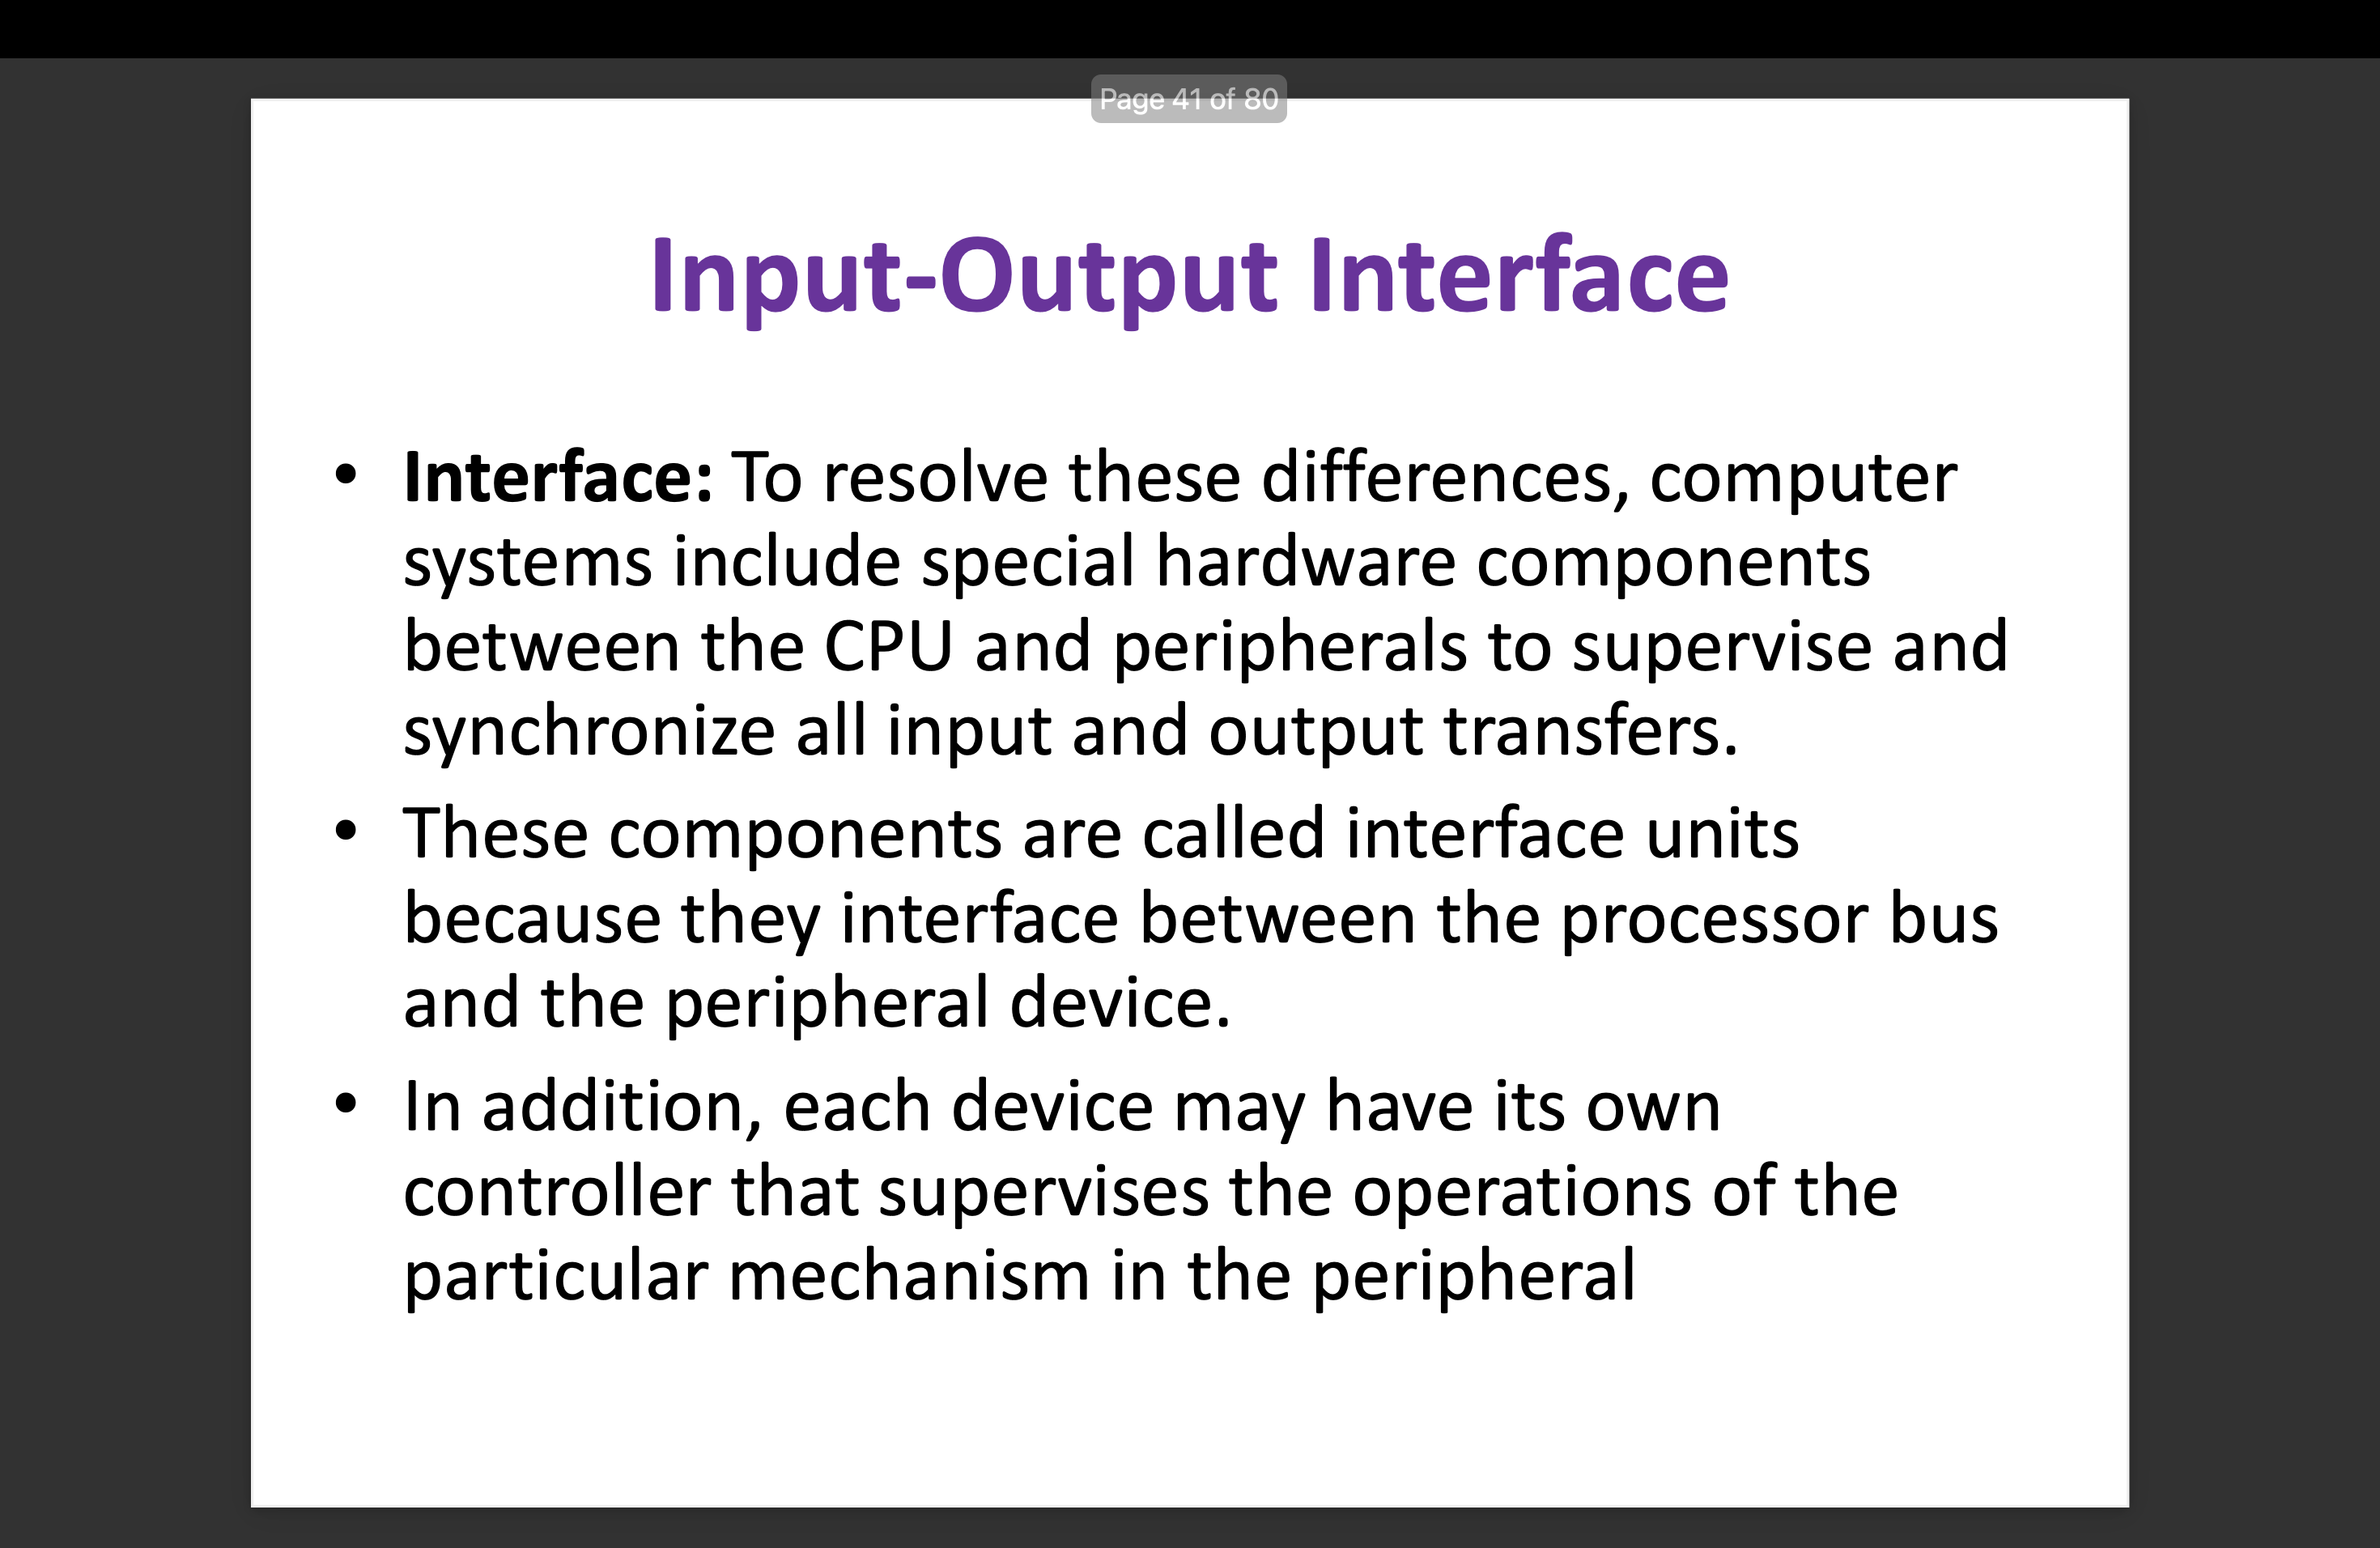 Page 41 of 80
Input-Output Interface
• Interface: To resolve these differences, computer
systems include special hardware components
between the CPU and peripherals to supervise and
synchronize all input and output transfers.
• These components are called interface units
because they interface between the processor bus
and the peripheral device.
• In addition, each device may have its own
controller that supervises the operations of the
particular mechanism in the peripheral